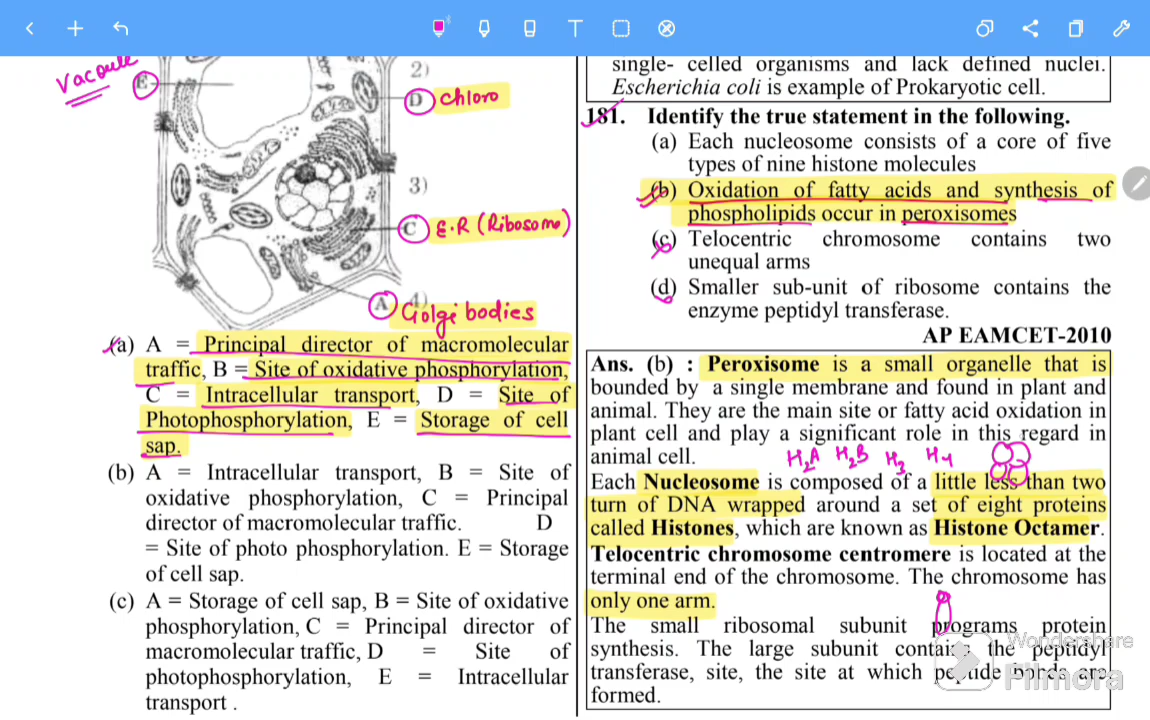 Vacoule
E
2)
D chloro
3)
C E.R (Ribosome)
A 4)
Golgi bodies
(a) A = Principal director of macromolecular
traffic, B = Site of oxidative phosphorylation,
C = Intracellular transport, D = Site of
Photophosphorylation, E = Storage of cell
sap.
(b) A = Intracellular transport, B = Site of
oxidative phosphorylation, C = Principal
director of macromolecular traffic. D
= Site of photo phosphorylation. E = Storage
of cell sap.
(c) A = Storage of cell sap, B = Site of oxidative
phosphorylation, C = Principal director of
macromolecular traffic, D = Site of
photophosphorylation, E = Intracellular
transport .
single- celled organisms and lack defined nuclei.
Escherichia coli is example of Prokaryotic cell.
181. Identify the true statement in the following.
(a) Each nucleosome consists of a core of five
types of nine histone molecules
(b) Oxidation of fatty acids and synthesis of
phospholipids occur in peroxisomes
(c) Telocentric chromosome contains two
unequal arms
(d) Smaller sub-unit of ribosome contains the
enzyme peptidyl transferase.
AP EAMCET-2010
Ans. (b) : Peroxisome is a small organelle that is
bounded by a single membrane and found in plant and
animal. They are the main site or fatty acid oxidation in
plant cell and play a significant role in this regard in
animal cell.
H2A H2B H3 H4
Each Nucleosome is composed of a little less than two
turn of DNA wrapped around a set of eight proteins
called Histones, which are known as Histone Octamer.
Telocentric chromosome centromere is located at the
terminal end of the chromosome. The chromosome has
only one arm.
The small ribosomal subunit programs protein
synthesis. The large subunit contains the peptidyl
transferase, site, the site at which peptide bonds are
formed.
Wondershare
Filmora